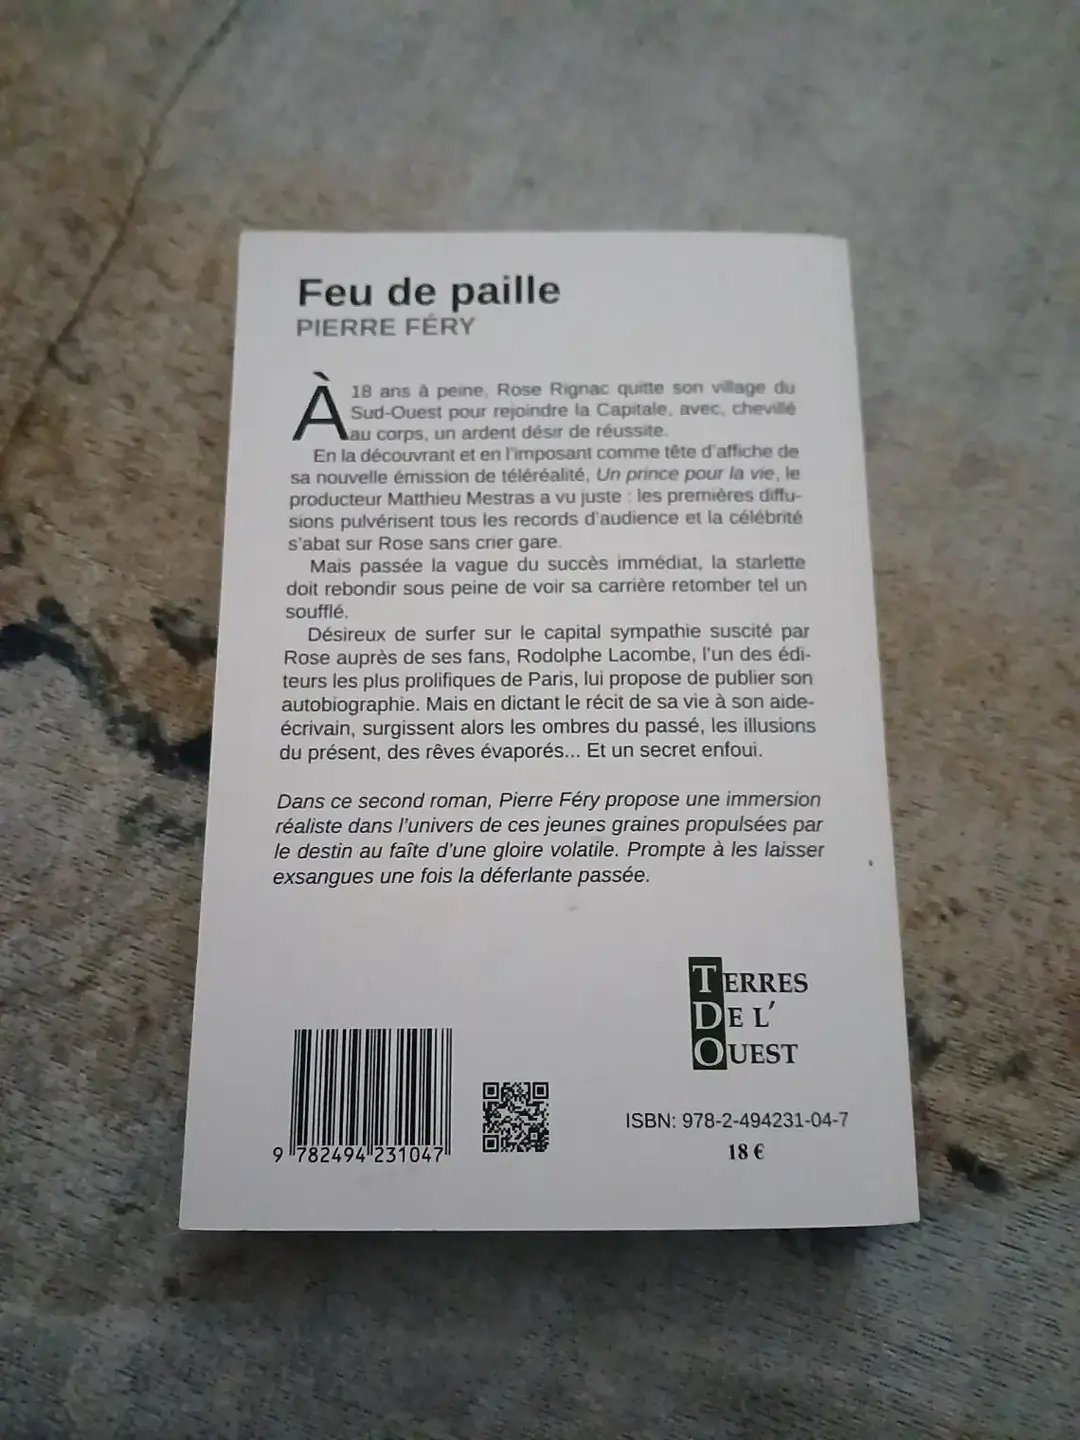 Feu de paille
PIERRE FÉRY
À 18 ans à peine, Rose Rignac quitte son village du
Sud-Ouest pour rejoindre la Capitale, avec, chevillé
au corps, un ardent désir de réussite.
En la découvrant et en l'imposant comme tête d'affiche de
sa nouvelle émission de téléréalité, Un prince pour la vie, le
producteur Matthieu Mestras a vu juste : les premières diffu-
sions pulvérisent tous les records d'audience et la célébrité
s'abat sur Rose sans crier gare.
Mais passée la vague du succès immédiat, la starlette
doit rebondir sous peine de voir sa carrière retomber tel un
soufflé.
Désireux de surfer sur le capital sympathie suscité par
Rose auprès de ses fans, Rodolphe Lacombe, l'un des édi-
teurs les plus prolifiques de Paris, lui propose de publier son
autobiographie. Mais en dictant le récit de sa vie à son aide-
écrivain, surgissent alors les ombres du passé, les illusions
du présent, des rêves évaporés... Et un secret enfoui.
Dans ce second roman, Pierre Féry propose une immersion
réaliste dans l'univers de ces jeunes graines propulsées par
le destin au faîte d'une gloire volatile. Prompte à les laisser
exsangues une fois la déferlante passée.
TERRES
DE L'
OUEST
ISBN: 978-2-494231-04-7
18 €
9 782494 231047